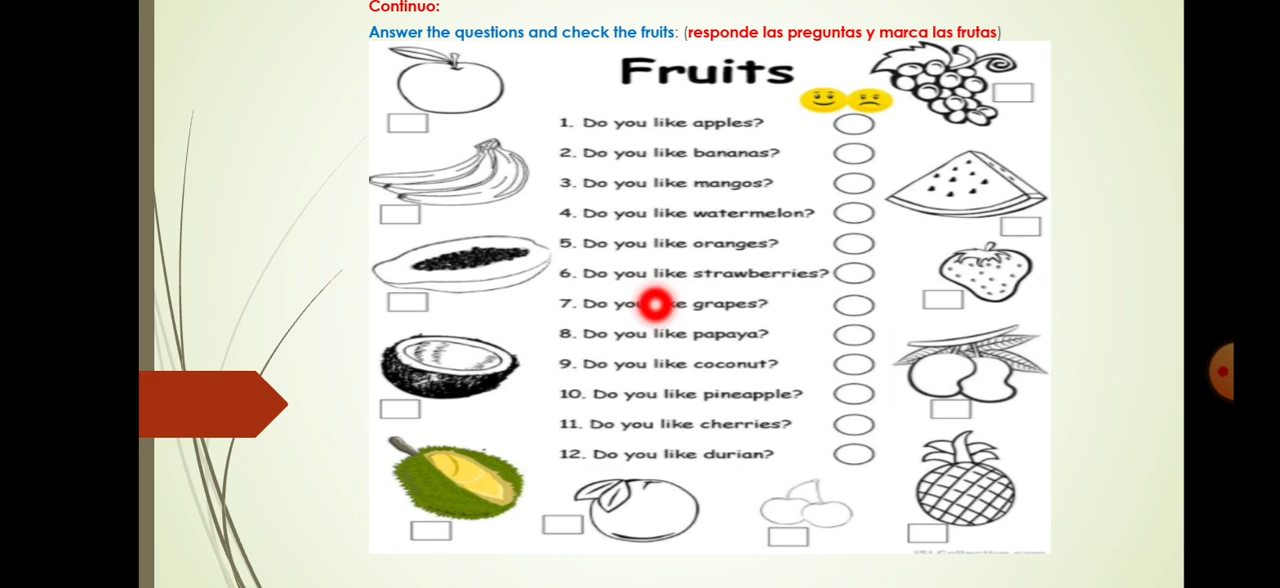 Continuo:
Answer the questions and check the fruits: (responde las preguntas y marca las frutas)
Fruits
1. Do you like apples?
2. Do you like bananas?
3. Do you like mangos?
4. Do you like watermelon?
5. Do you like oranges?
6. Do you like strawberries?
7. Do you like grapes?
8. Do you like papaya?
9. Do you like coconut?
10. Do you like pineapple?
11. Do you like cherries?
12. Do you like durian?